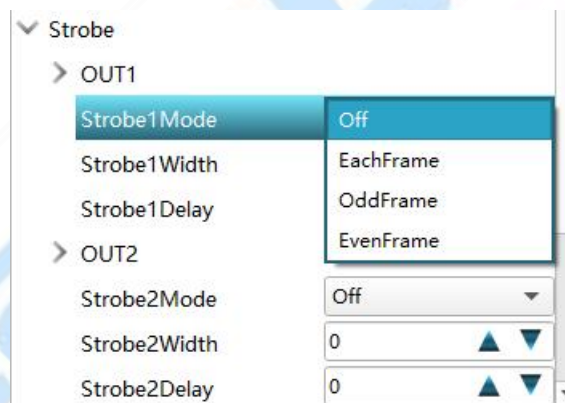 Strobe
OUT1
Strobe1Mode Off
Strobe1Width EachFrame
Strobe1Delay OddFrame
OUT2 EvenFrame
Strobe2Mode Off
Strobe2Width 0
Strobe2Delay 0